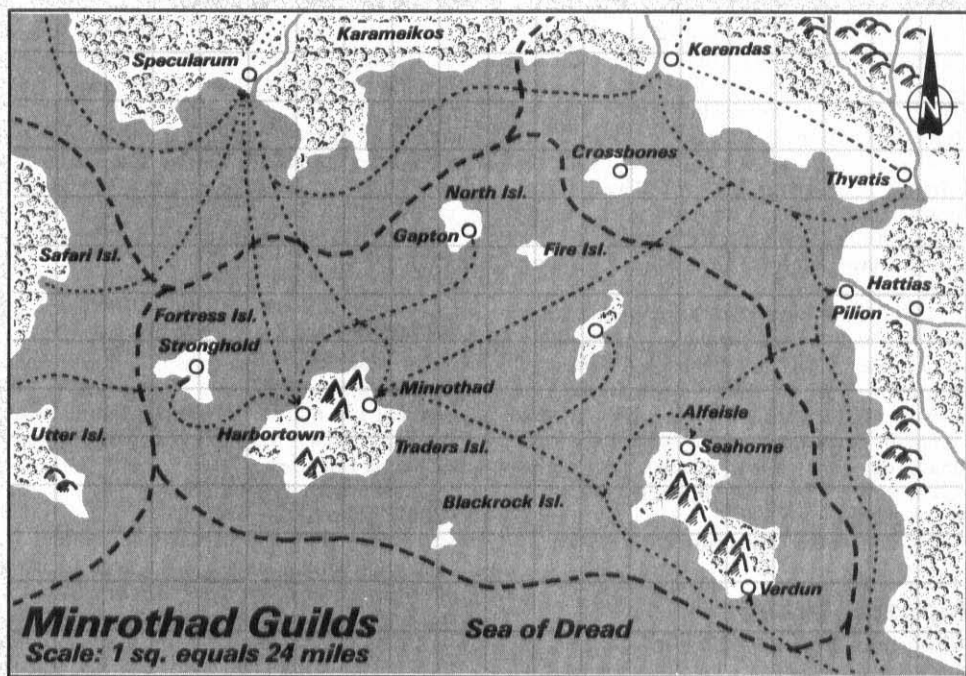 Karameikos
Specularum
Kerendas
N
Crossbones
Thyatis
North Isl.
Gapton
Fire Isl.
Safari Isl.
Hattias
Pilion
Fortress Isl.
Stronghold
Minrothad
Harbortown
Alfeisle
Utter Isl.
Traders Isl.
Seahome
Blackrock Isl.
Verdun
Minrothad Guilds
Sea of Dread
Scale: 1 sq. equals 24 miles